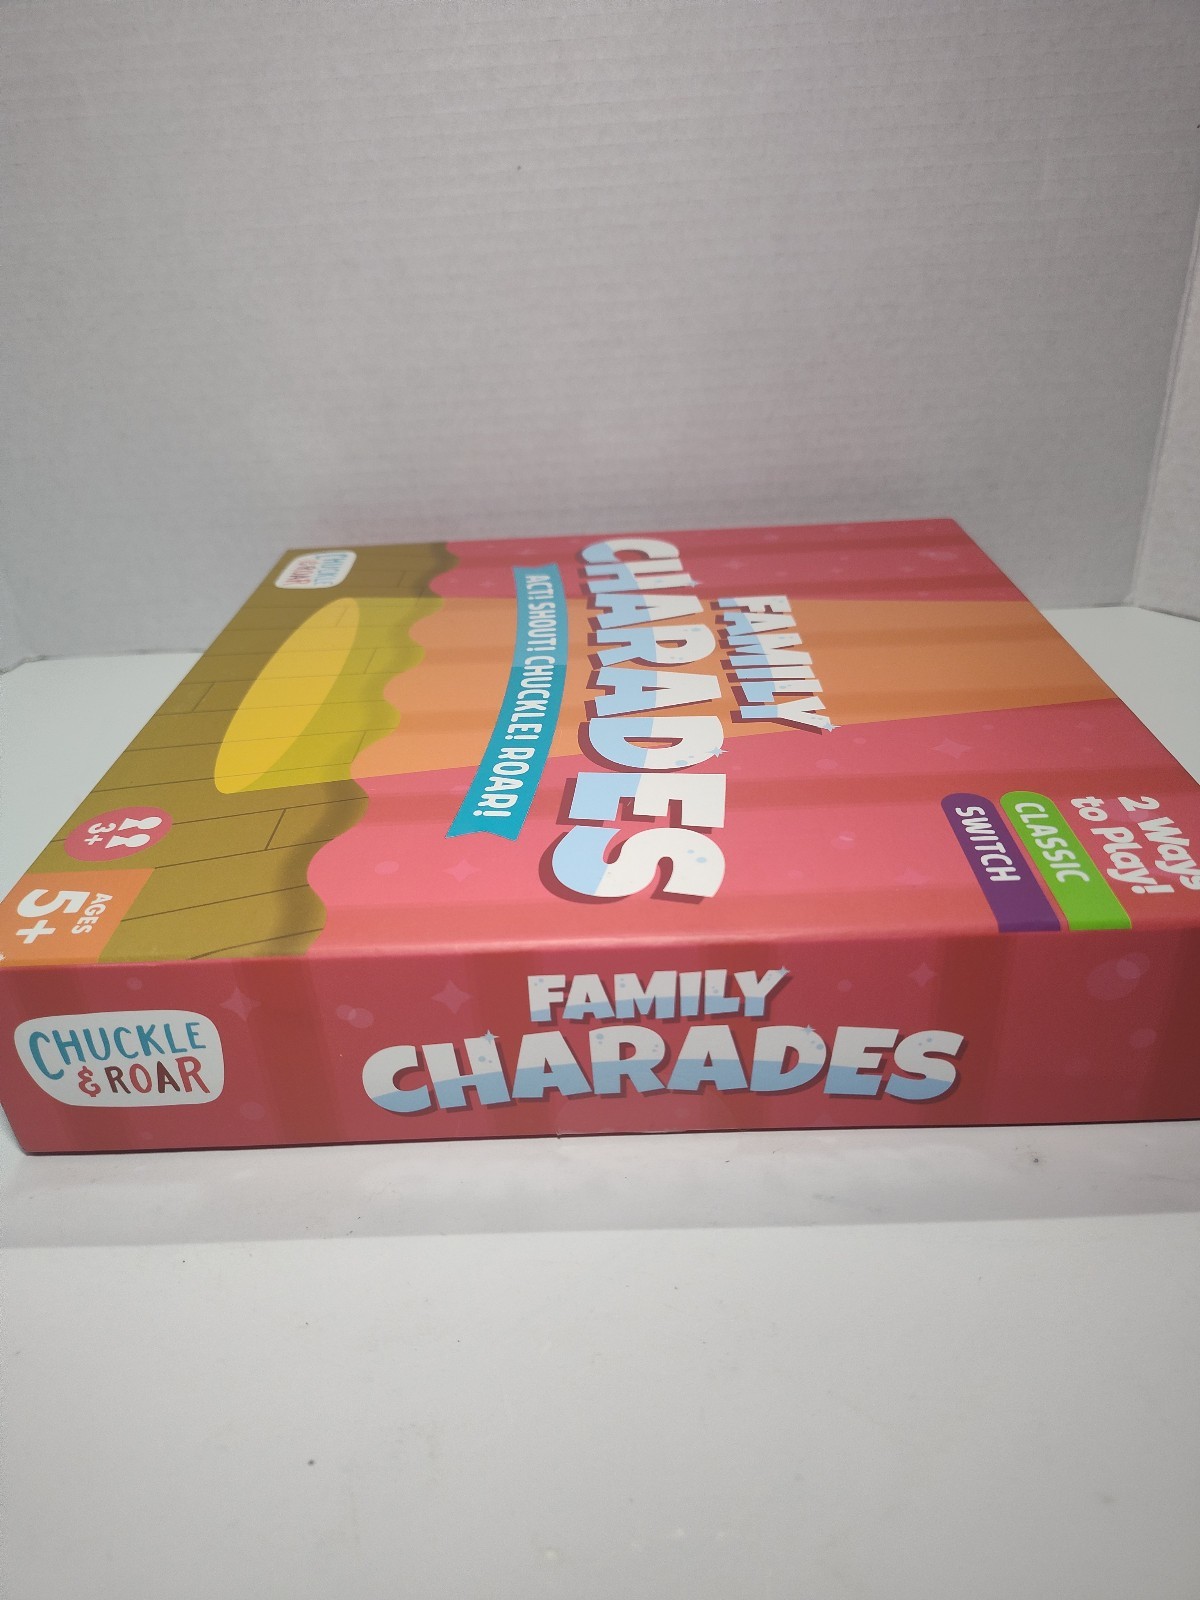 CHUCKLE
& ROAR
FAMILY
CHARADES
ACT! SHOUT! CHUCKLE! ROAR!
2 Ways
to Play!
CLASSIC
SWITCH
3+
AGES
5+
CHUCKLE
& ROAR
FAMILY
CHARADES